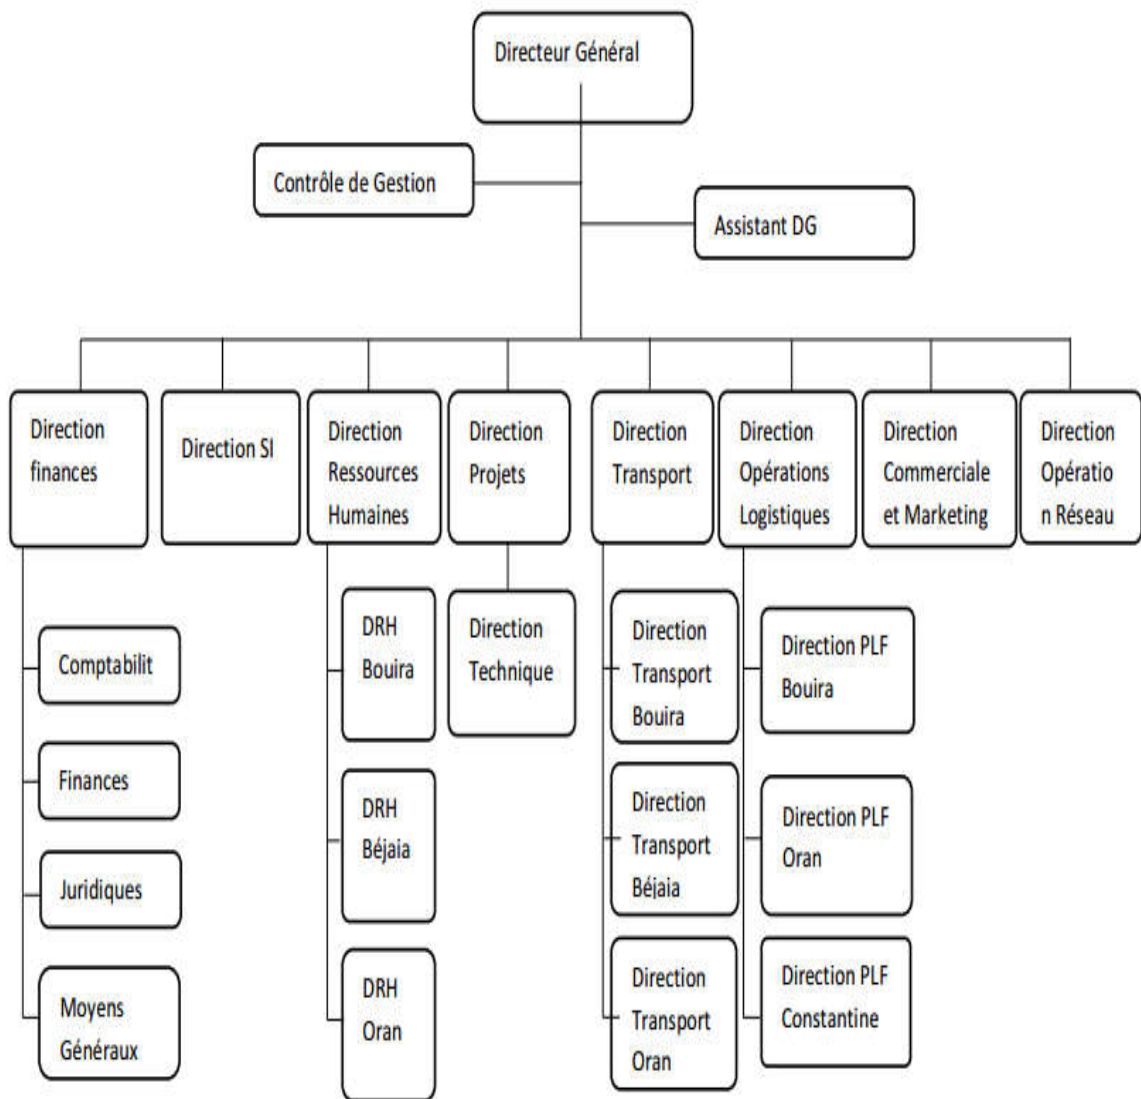 Directeur Général
Contrôle de Gestion
Assistant DG
Direction
finances
Direction SI
Direction
Ressources
Humaines
Direction
Projets
Direction
Transport
Direction
Opérations
Logistiques
Direction
Commerciale
et Marketing
Direction
Opératio
n Réseau
Comptabilit
Finances
Juridiques
Moyens
Généraux
DRH
Bouira
DRH
Béjaia
DRH
Oran
Direction
Technique
Direction
Transport
Bouira
Direction
Transport
Béjaia
Direction
Transport
Oran
Direction PLF
Bouira
Direction PLF
Oran
Direction PLF
Constantine